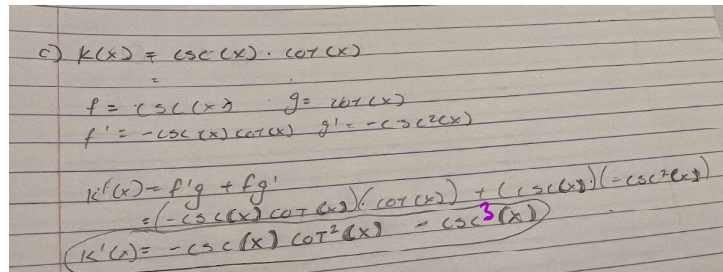 c) K(x) = csc(x) · cot(x)
f = csc(x) g = cot(x)
f' = -csc(x) cot(x) g' = -csc²(x)
k'(x) = f'g + fg'
= (-csc(x) cot(x))(cot(x)) + (csc(x))(-csc²(x))
K'(x) = -csc(x) cot²(x) - csc³(x)